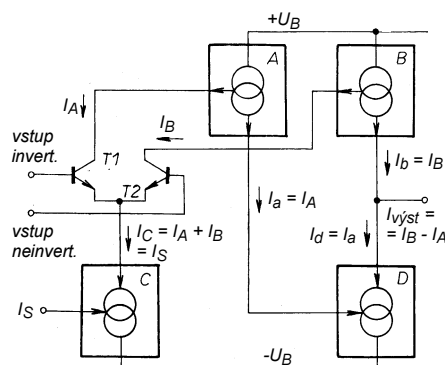 +U_B
A
B
I_A
I_B
vstup
invert.
T1
T2
I_b = I_B
I_a = I_A
vstup
neinvert.
I_C = I_A + I_B
= I_S
I_d = I_a
I_výst =
= I_B - I_A
C
D
I_S
-U_B